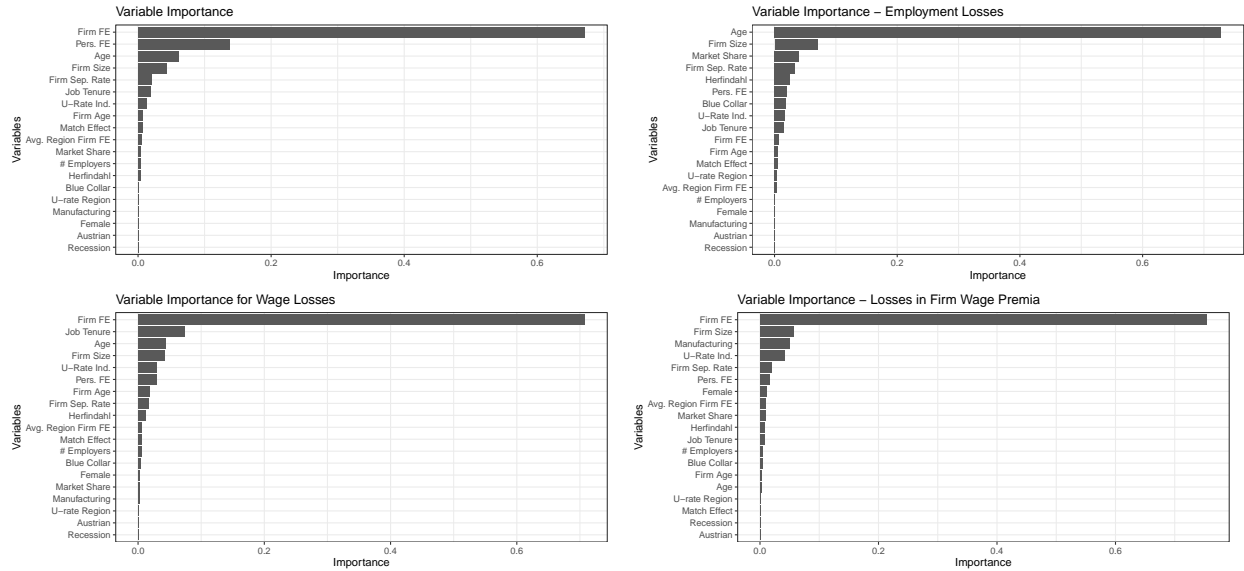 Variable Importance
Variables
Firm FE
Pers. FE
Age
Firm Size
Firm Sep. Rate
Job Tenure
U−Rate Ind.
Firm Age
Match Effect
Avg. Region Firm FE
Market Share
# Employers
Herfindahl
Blue Collar
U−rate Region
Manufacturing
Female
Austrian
Recession
0.0 0.2 0.4 0.6
Importance
Variable Importance − Employment Losses
Variables
Age
Firm Size
Market Share
Firm Sep. Rate
Herfindahl
Pers. FE
Blue Collar
U−Rate Ind.
Job Tenure
Firm FE
Firm Age
Match Effect
U−rate Region
Avg. Region Firm FE
# Employers
Female
Manufacturing
Austrian
Recession
0.0 0.2 0.4 0.6
Importance
Variable Importance for Wage Losses
Variables
Firm FE
Job Tenure
Age
Firm Size
U−Rate Ind.
Pers. FE
Firm Age
Firm Sep. Rate
Herfindahl
Avg. Region Firm FE
Match Effect
# Employers
Blue Collar
Female
Market Share
Manufacturing
U−rate Region
Austrian
Recession
0.0 0.2 0.4 0.6
Importance
Variable Importance − Losses in Firm Wage Premia
Variables
Firm FE
Firm Size
Manufacturing
U−Rate Ind.
Firm Sep. Rate
Pers. FE
Female
Avg. Region Firm FE
Market Share
Herfindahl
Job Tenure
# Employers
Blue Collar
Firm Age
Age
U−rate Region
Match Effect
Recession
Austrian
0.0 0.2 0.4 0.6
Importance